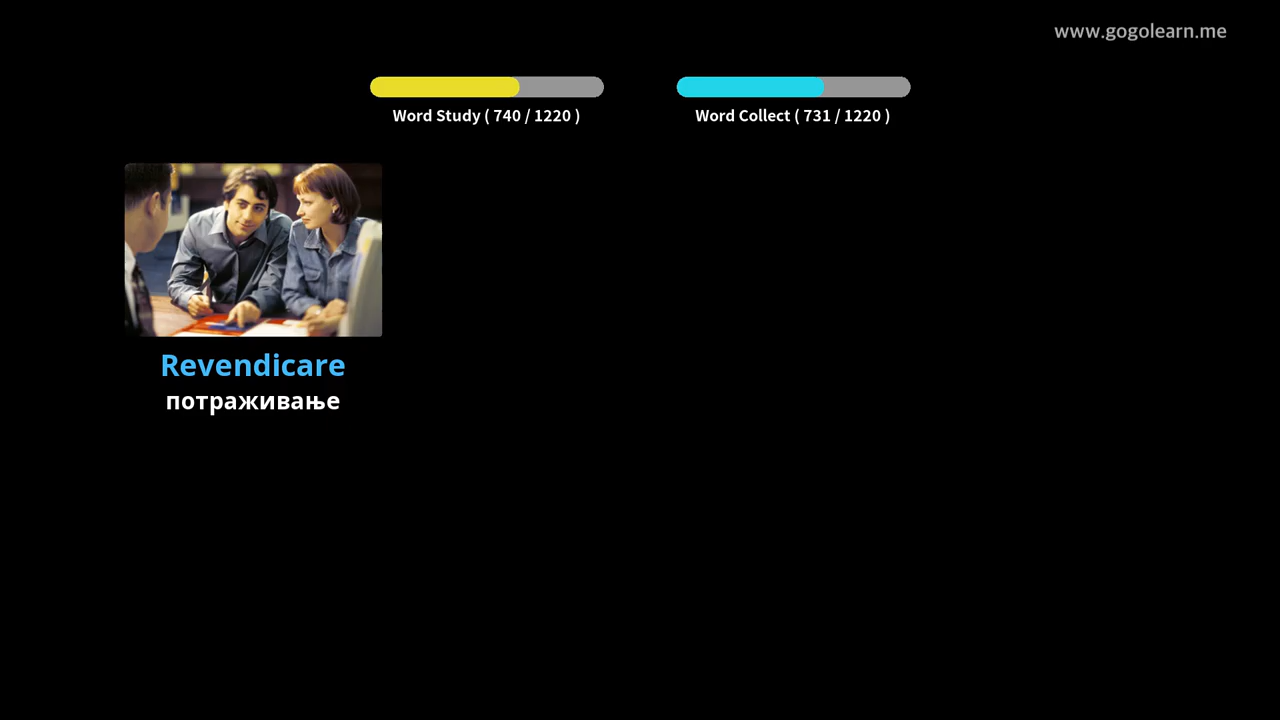 www.gogolearn.me
Word Study ( 740 / 1220 )
Word Collect ( 731 / 1220 )
Revendicare
потраживање